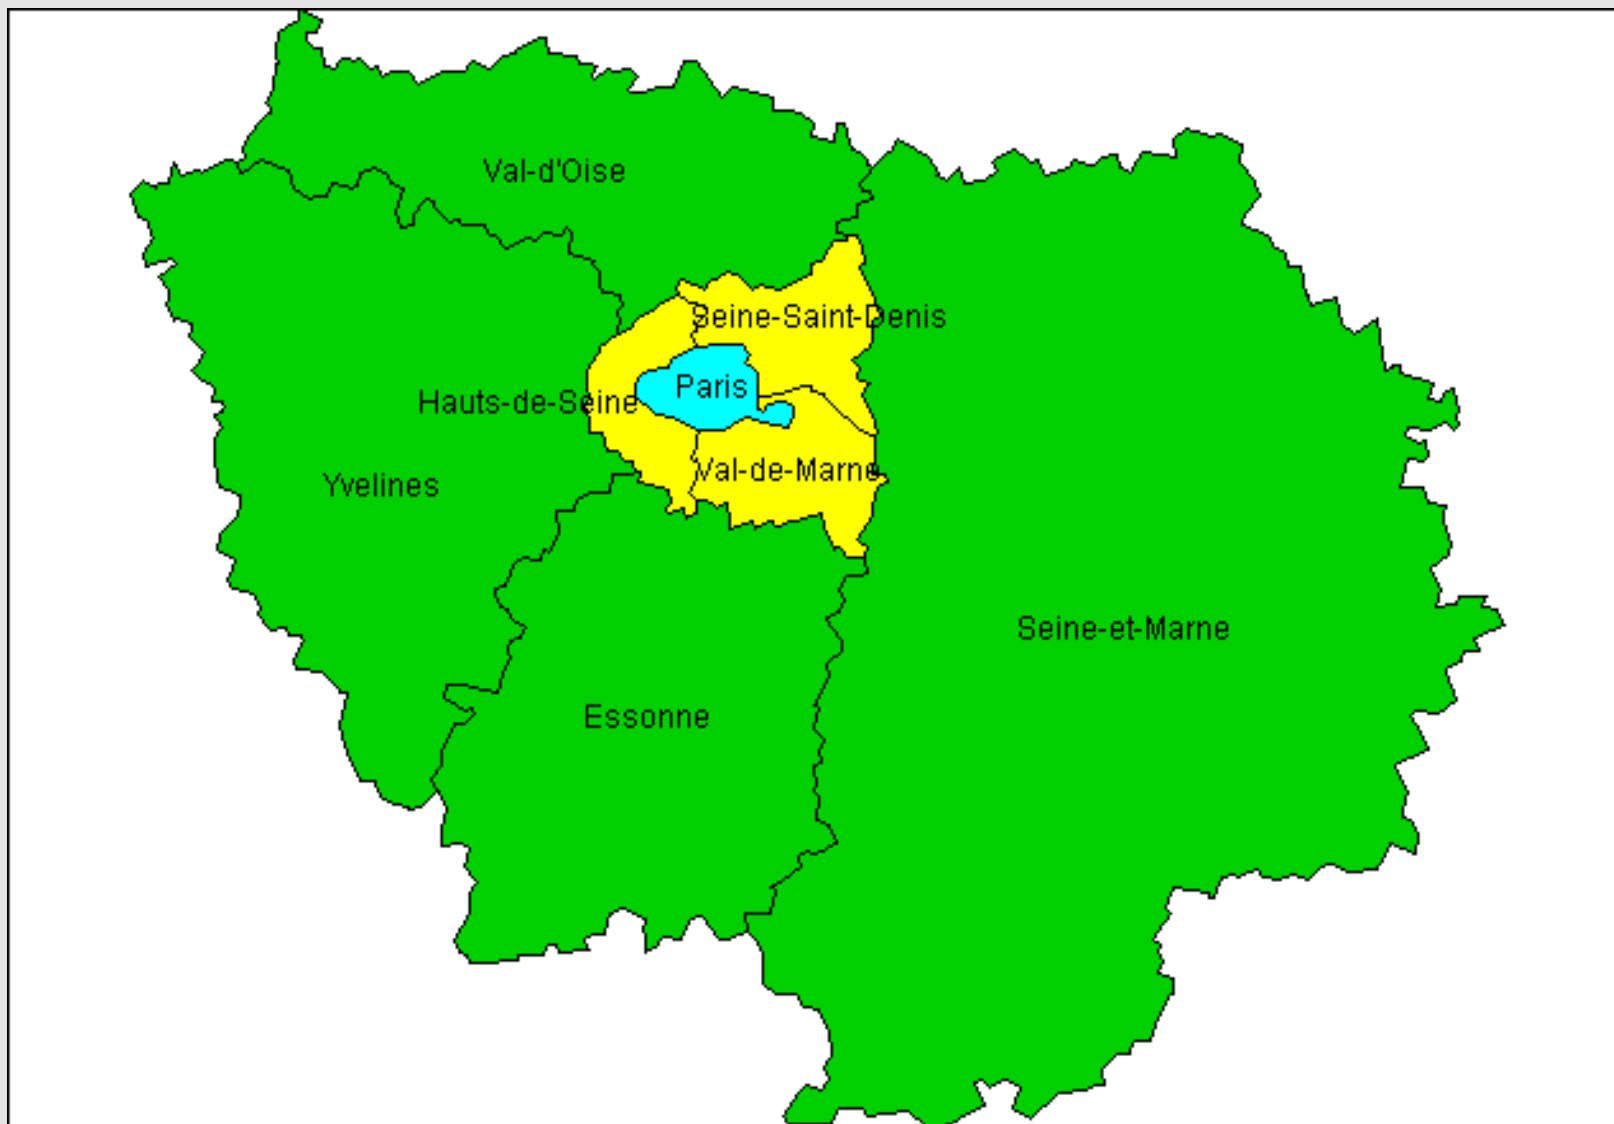 Val-d'Oise
Seine-Saint-Denis
Paris
Hauts-de-Seine
Val-de-Marne
Yvelines
Seine-et-Marne
Essonne